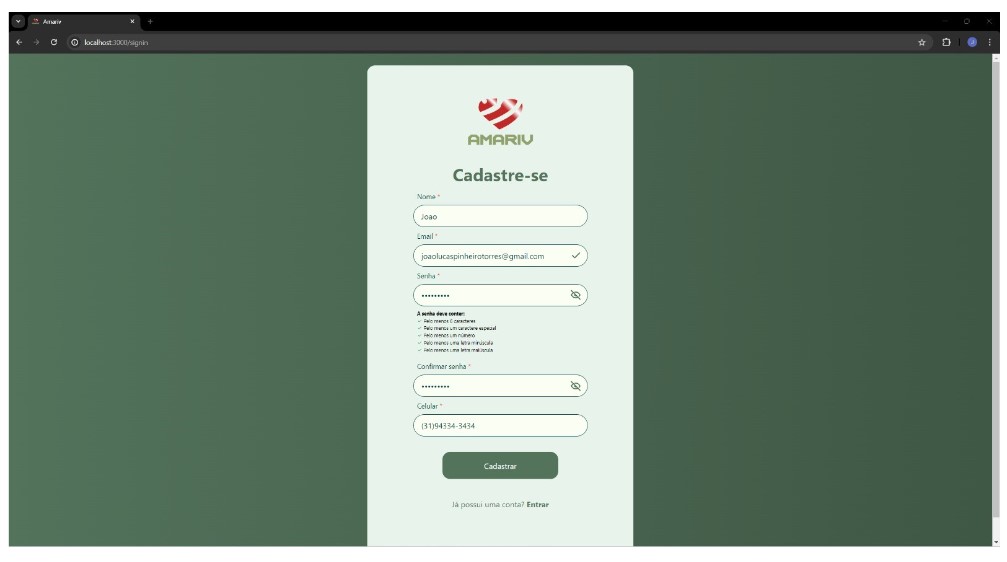 Amariv
localhost:3000/signin
AMARIV
Cadastre-se
Nome *
Joao
Email *
joaolucaspinheirotorres@gmail.com
Senha *
•••••••••
A senha deve conter:
✓ Pelo menos 6 caracteres
✓ Pelo menos um caractere especial
✓ Pelo menos um número
✓ Pelo menos uma letra minúscula
✓ Pelo menos uma letra maiúscula
Confirmar senha *
•••••••••
Celular *
(31)94334-3434
Cadastrar
Já possui uma conta? Entrar